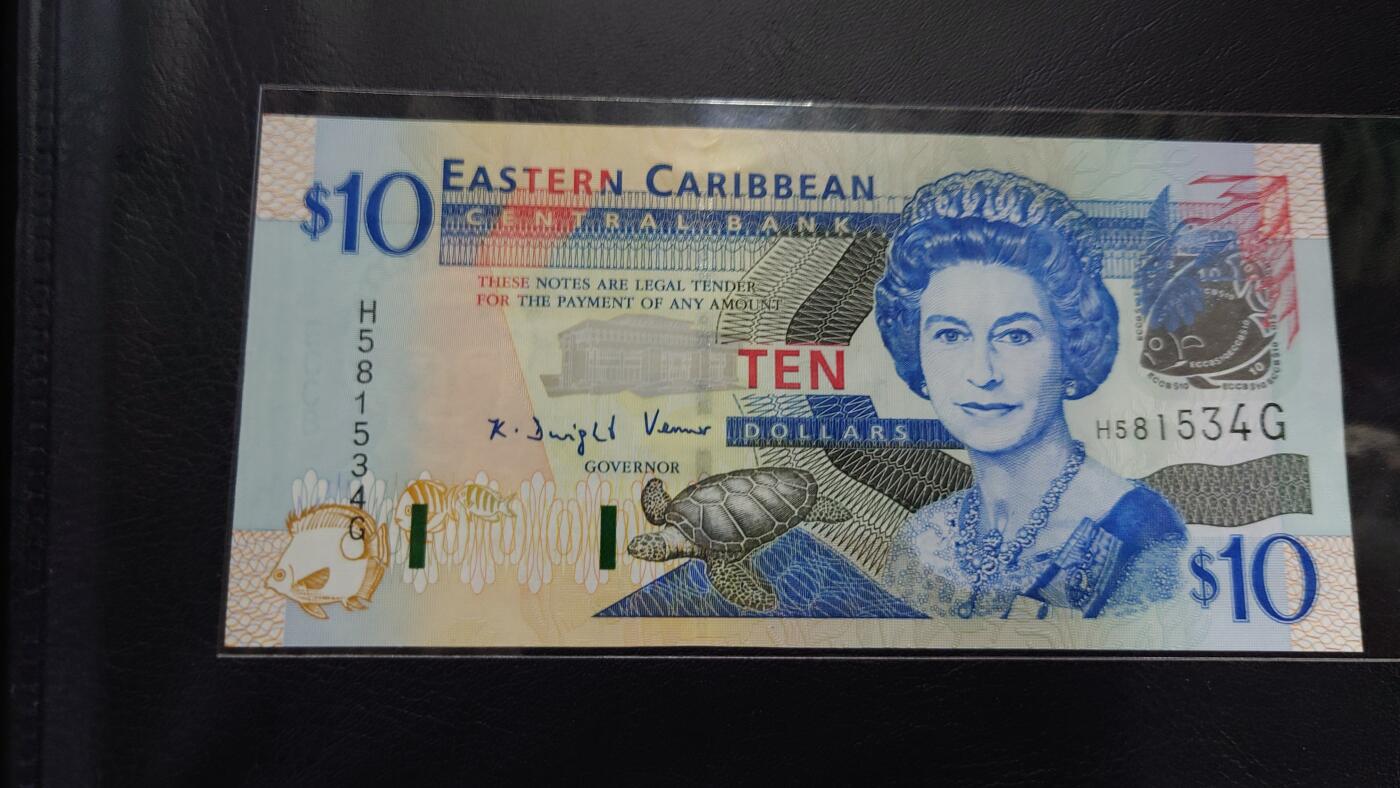 $10
EASTERN CARIBBEAN
CENTRAL BANK
THESE NOTES ARE LEGAL TENDER
FOR THE PAYMENT OF ANY AMOUNT
TEN
DOLLARS
K. Dwight Venner
GOVERNOR
H581534G
H581534G
$10